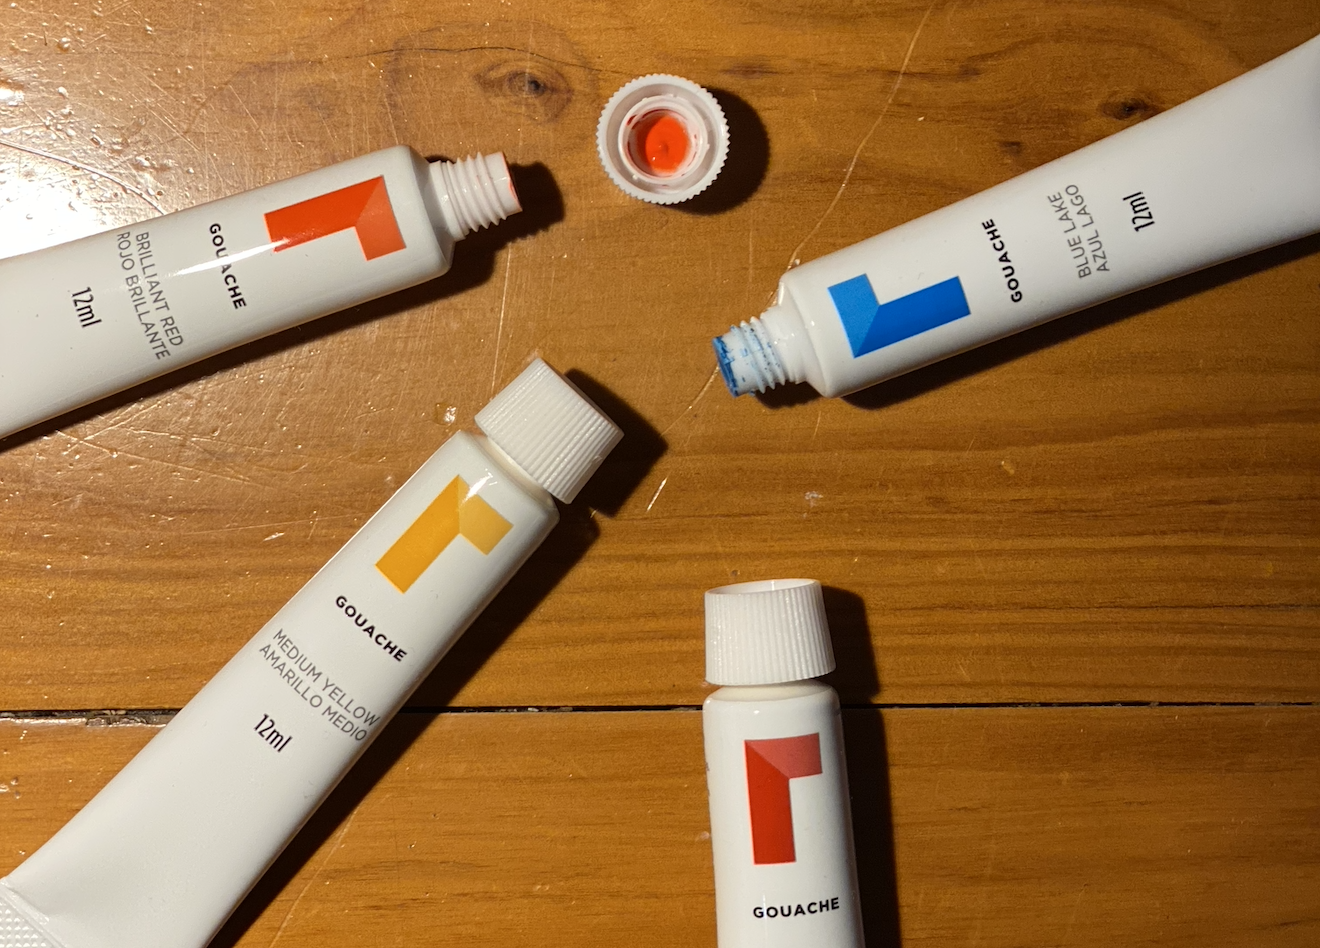 GOUACHE
BRILLIANT RED
ROJO BRILLANTE
12ml
GOUACHE
BLUE LAKE
AZUL LAGO
12ml
GOUACHE
MEDIUM YELLOW
AMARILLO MEDIO
12ml
GOUACHE